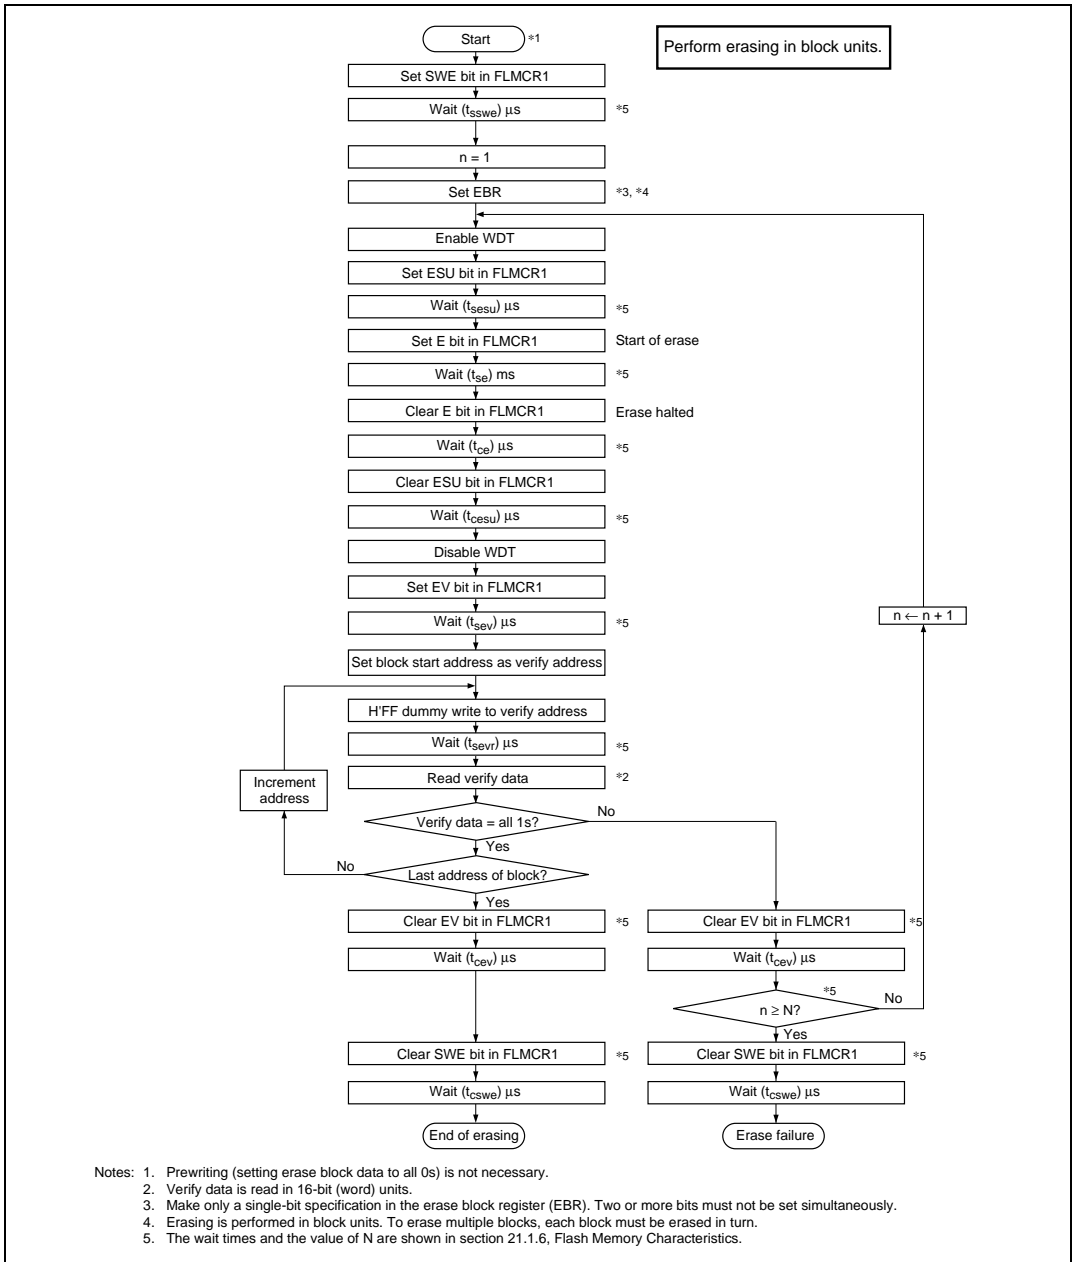 Start *1
Perform erasing in block units.
Set SWE bit in FLMCR1
Wait (tsswe) μs *5
n = 1
Set EBR *3, *4
Enable WDT
Set ESU bit in FLMCR1
Wait (tsesu) μs *5
Set E bit in FLMCR1 Start of erase
Wait (tse) ms *5
Clear E bit in FLMCR1 Erase halted
Wait (tce) μs *5
Clear ESU bit in FLMCR1
Wait (tcesu) μs *5
Disable WDT
Set EV bit in FLMCR1
n ← n + 1
Wait (tsev) μs *5
Set block start address as verify address
H'FF dummy write to verify address
Wait (tsevr) μs *5
Read verify data *2
Increment
address
Verify data = all 1s?
No
Yes
Last address of block?
No
Yes
Clear EV bit in FLMCR1 *5
Clear EV bit in FLMCR1 *5
Wait (tcev) μs
Wait (tcev) μs
*5
n ≥ N?
No
Yes
Clear SWE bit in FLMCR1 *5
Clear SWE bit in FLMCR1 *5
Wait (tcswe) μs
Wait (tcswe) μs
End of erasing
Erase failure
Notes: 1. Prewriting (setting erase block data to all 0s) is not necessary.
2. Verify data is read in 16-bit (word) units.
3. Make only a single-bit specification in the erase block register (EBR). Two or more bits must not be set simultaneously.
4. Erasing is performed in block units. To erase multiple blocks, each block must be erased in turn.
5. The wait times and the value of N are shown in section 21.1.6, Flash Memory Characteristics.